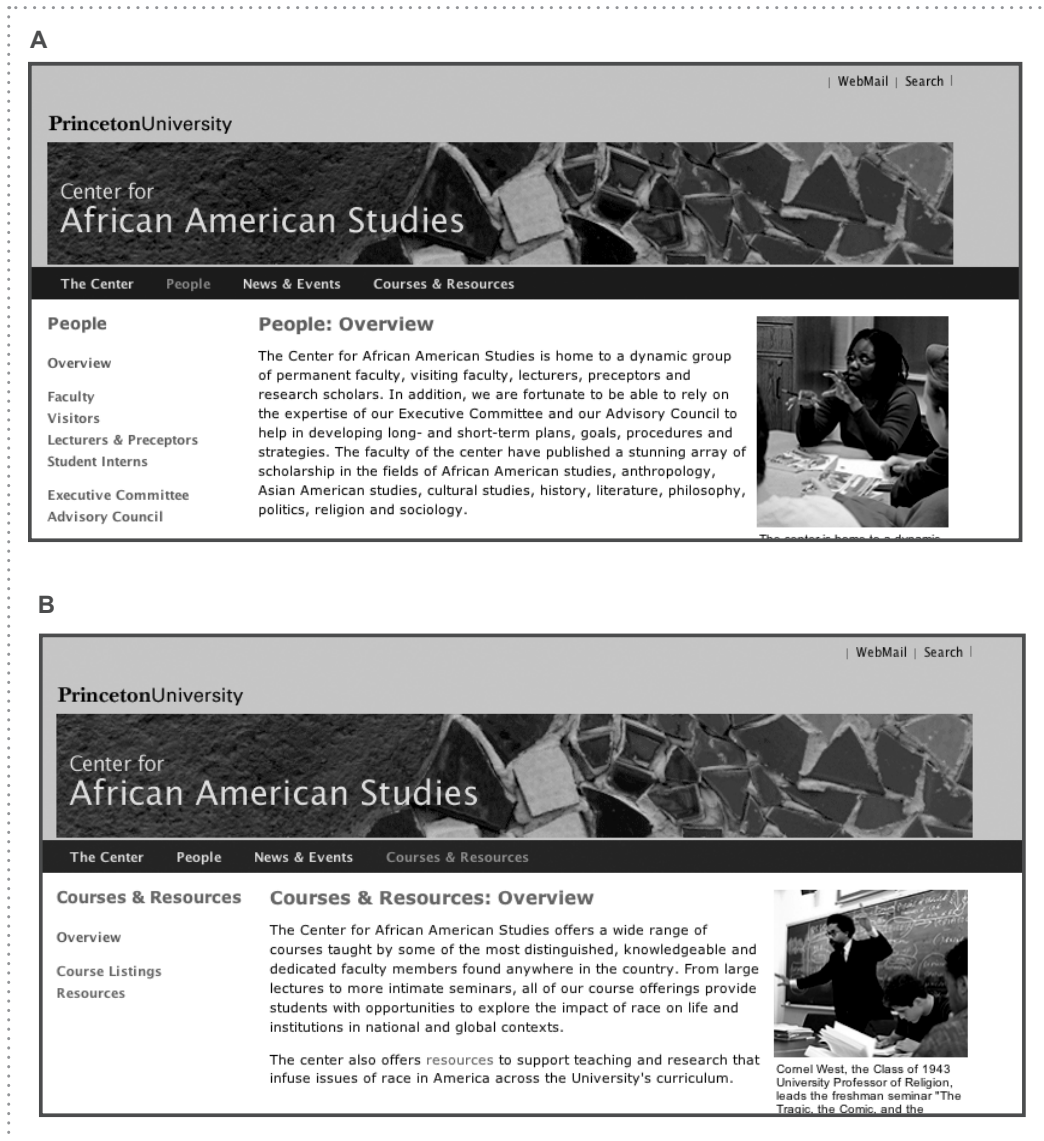 A
| WebMail | Search |
PrincetonUniversity
Center for
African American Studies
The Center People News & Events Courses & Resources
People
Overview
Faculty
Visitors
Lecturers & Preceptors
Student Interns
Executive Committee
Advisory Council
People: Overview
The Center for African American Studies is home to a dynamic group
of permanent faculty, visiting faculty, lecturers, preceptors and
research scholars. In addition, we are fortunate to be able to rely on
the expertise of our Executive Committee and our Advisory Council to
help in developing long- and short-term plans, goals, procedures and
strategies. The faculty of the center have published a stunning array of
scholarship in the fields of African American studies, anthropology,
Asian American studies, cultural studies, history, literature, philosophy,
politics, religion and sociology.
The center is home to a dynamic
B
| WebMail | Search |
PrincetonUniversity
Center for
African American Studies
The Center People News & Events Courses & Resources
Courses & Resources
Overview
Course Listings
Resources
Courses & Resources: Overview
The Center for African American Studies offers a wide range of
courses taught by some of the most distinguished, knowledgeable and
dedicated faculty members found anywhere in the country. From large
lectures to more intimate seminars, all of our course offerings provide
students with opportunities to explore the impact of race on life and
institutions in national and global contexts.
The center also offers resources to support teaching and research that
infuse issues of race in America across the University's curriculum.
Cornel West, the Class of 1943
University Professor of Religion,
leads the freshman seminar "The
Tragic, the Comic, and the